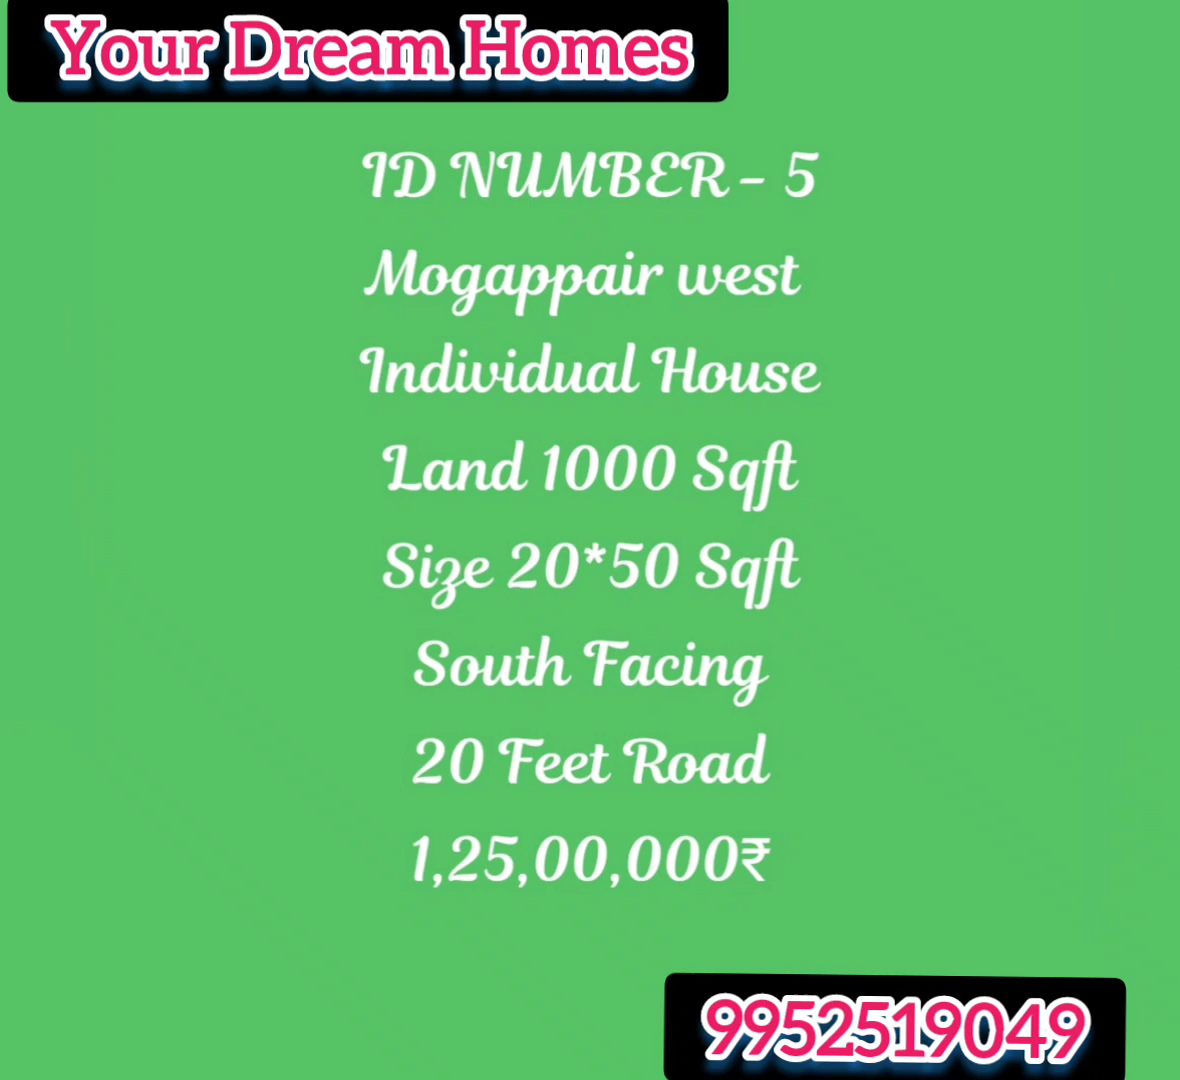 Your Dream Homes
ID NUMBER - 5
Mogappair west
Individual House
Land 1000 Sqft
Size 20*50 Sqft
South Facing
20 Feet Road
1,25,00,000₹
9952519049